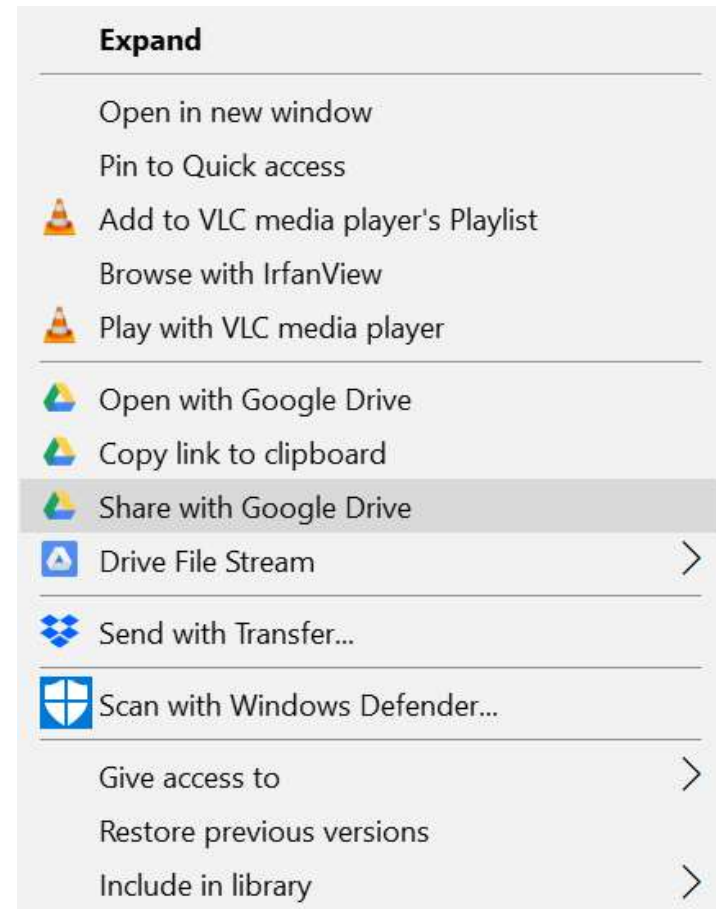 Expand
Open in new window
Pin to Quick access
Add to VLC media player's Playlist
Browse with IrfanView
Play with VLC media player
Open with Google Drive
Copy link to clipboard
Share with Google Drive
Drive File Stream
Send with Transfer...
Scan with Windows Defender...
Give access to
Restore previous versions
Include in library